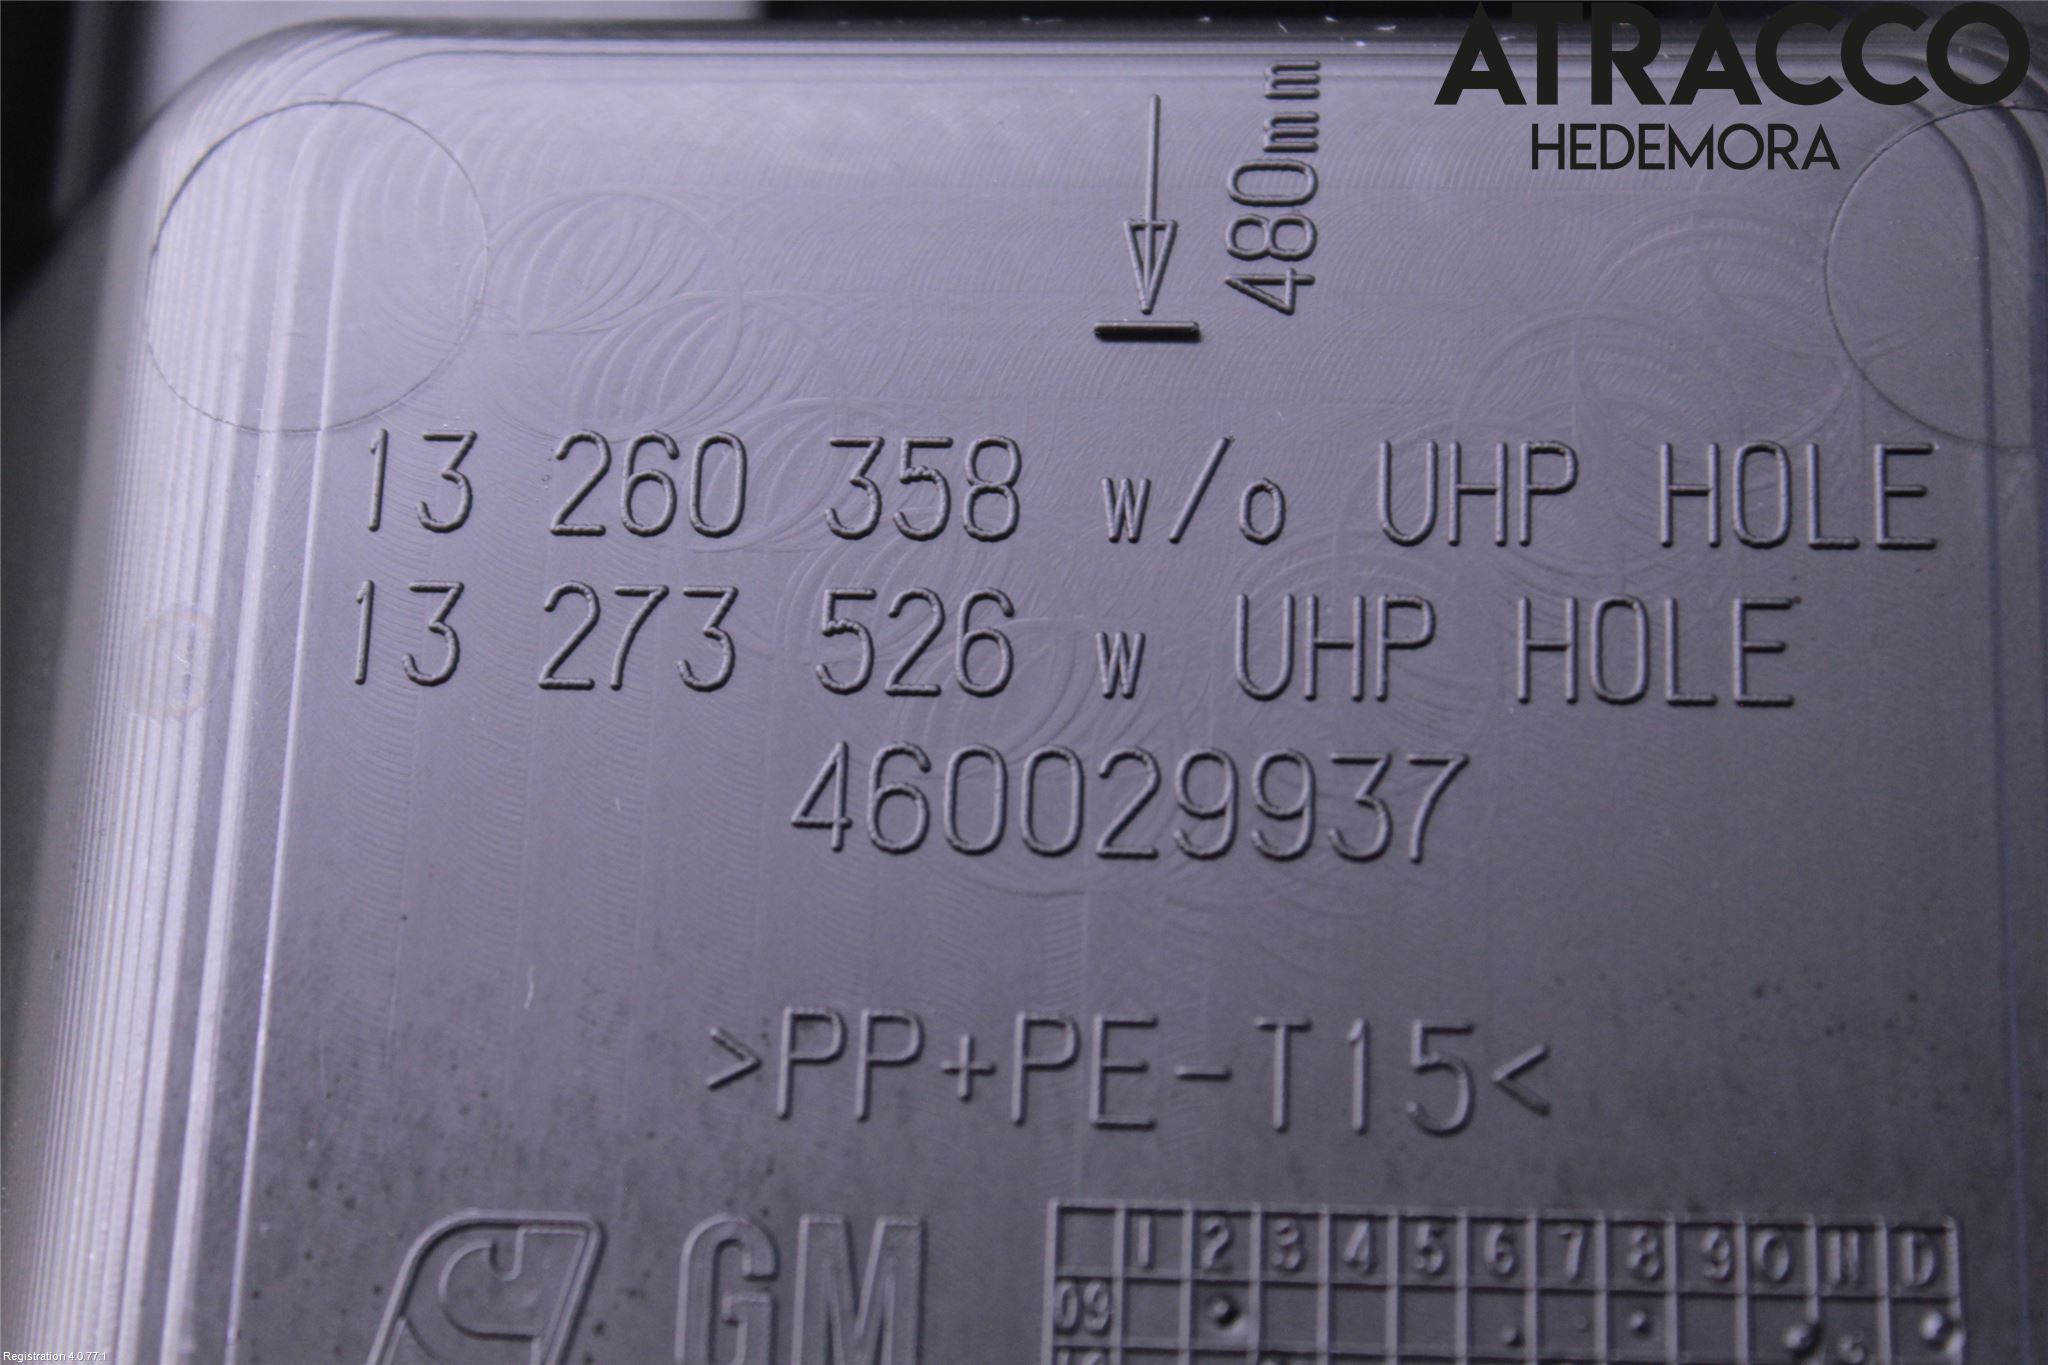 ATRACCO
HEDEMORA
480mm
13 260 358 w/o UHP HOLE
13 273 526 w UHP HOLE
460029937
>PP+PE-T15<
GM
1 2 3 4 5 6 7 8 9 O N D
09
Registration 4.0.77.1